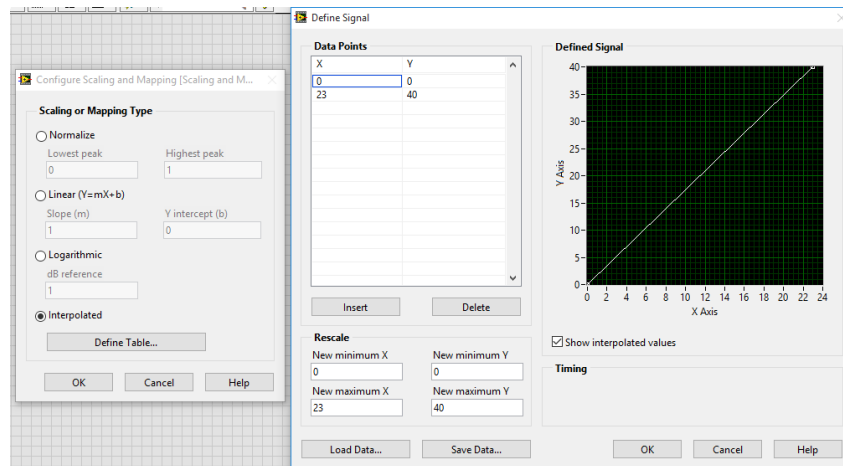 Configure Scaling and Mapping [Scaling and M...
Scaling or Mapping Type
Normalize
Lowest peak Highest peak
0 1
Linear (Y=mX+b)
Slope (m) Y intercept (b)
1 0
Logarithmic
dB reference
1
Interpolated
Define Table...
OK Cancel Help
Define Signal
Data Points
X Y
0 0
23 40
Insert Delete
Rescale
New minimum X New minimum Y
0 0
New maximum X New maximum Y
23 40
Load Data... Save Data...
Defined Signal
40
35
30
25
20
15
10
5
0
Y Axis
0 2 4 6 8 10 12 14 16 18 20 22 24
X Axis
Show interpolated values
Timing
OK Cancel Help